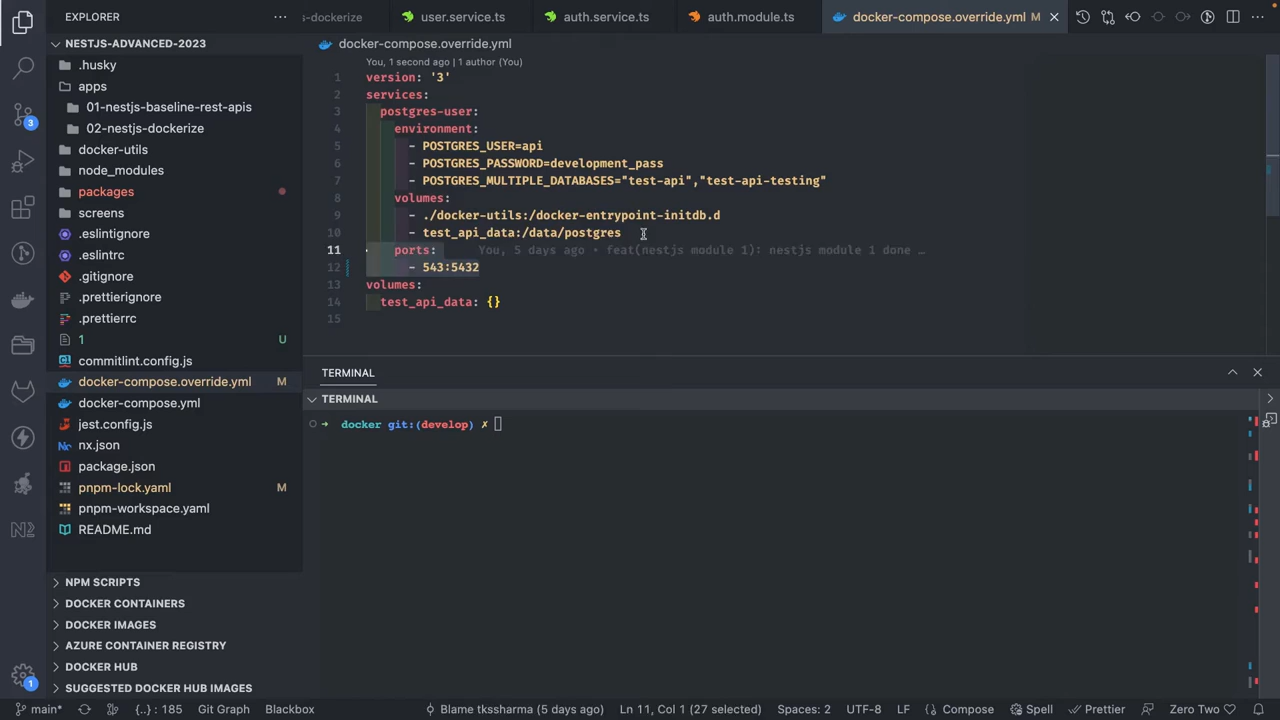 EXPLORER
s-dockerize
user.service.ts
auth.service.ts
auth.module.ts
docker-compose.override.yml M
NESTJS-ADVANCED-2023
.husky
apps
01-nestjs-baseline-rest-apis
02-nestjs-dockerize
docker-utils
node_modules
packages
screens
.eslintignore
.eslintrc
.gitignore
.prettierignore
.prettierrc
1 U
commitlint.config.js
docker-compose.override.yml M
docker-compose.yml
jest.config.js
nx.json
package.json
pnpm-lock.yaml M
pnpm-workspace.yaml
README.md
NPM SCRIPTS
DOCKER CONTAINERS
DOCKER IMAGES
AZURE CONTAINER REGISTRY
DOCKER HUB
SUGGESTED DOCKER HUB IMAGES
3
N2
1
docker-compose.override.yml
You, 1 second ago | 1 author (You)
1 version: '3'
2 services:
3 postgres-user:
4 environment:
5 - POSTGRES_USER=api
6 - POSTGRES_PASSWORD=development_pass
7 - POSTGRES_MULTIPLE_DATABASES="test-api","test-api-testing"
8 volumes:
9 - ./docker-utils:/docker-entrypoint-initdb.d
10 - test_api_data:/data/postgres
11 ports: You, 5 days ago • feat(nestjs module 1): nestjs module 1 done …
12 - 543:5432
13 volumes:
14 test_api_data: {}
15
TERMINAL
TERMINAL
→ docker git:(develop) ✗
main* {..} : 185 Git Graph Blackbox Blame tkssharma (5 days ago) Ln 11, Col 1 (27 selected) Spaces: 2 UTF-8 LF Compose Spell Prettier Zero Two